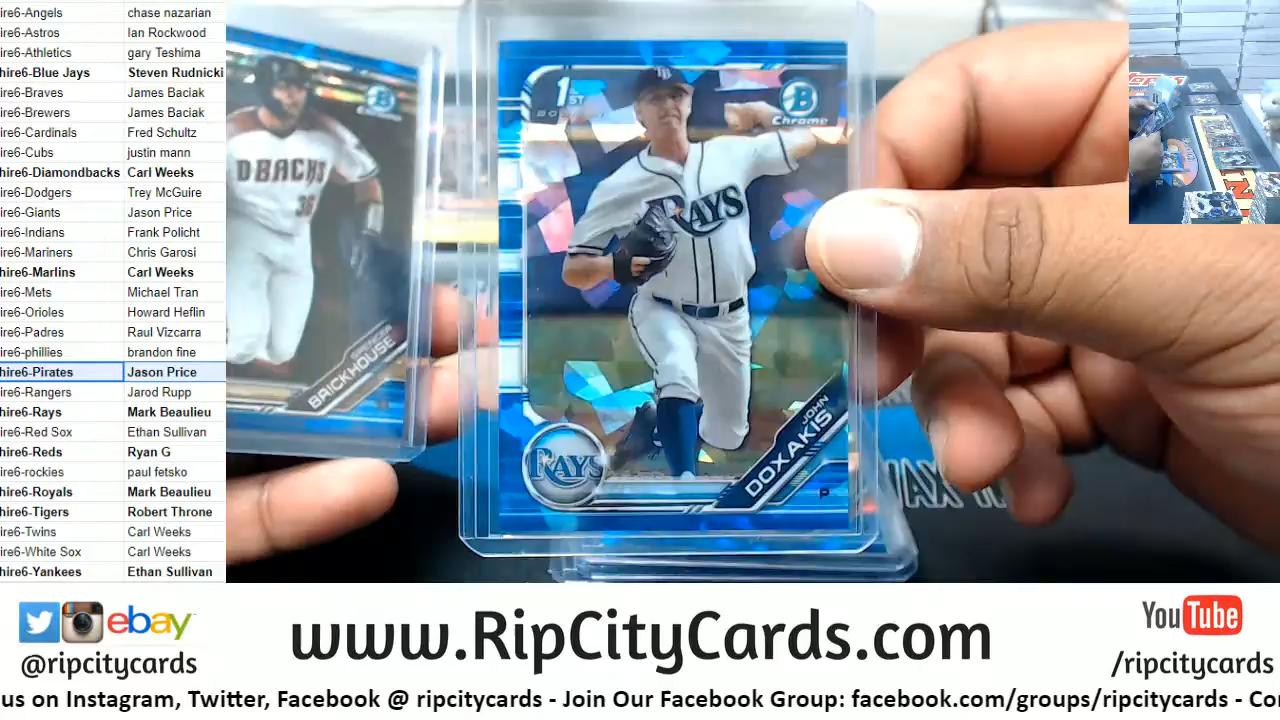 ire6-Angels chase nazarian
ire6-Astros Ian Rockwood
ire6-Athletics gary Teshima
hire6-Blue Jays Steven Rudnicki
ire6-Braves James Baciak
ire6-Brewers James Baciak
ire6-Cardinals Fred Schultz
ire6-Cubs justin mann
hire6-Diamondbacks Carl Weeks
ire6-Dodgers Trey McGuire
ire6-Giants Jason Price
ire6-Indians Frank Policht
ire6-Mariners Chris Garosi
hire6-Marlins Carl Weeks
ire6-Mets Michael Tran
ire6-Orioles Howard Heflin
ire6-Padres Raul Vizcarra
ire6-phillies brandon fine
hire6-Pirates Jason Price
ire6-Rangers Jarod Rupp
hire6-Rays Mark Beaulieu
ire6-Red Sox Ethan Sullivan
hire6-Reds Ryan G
ire6-rockies paul fetsko
hire6-Royals Mark Beaulieu
hire6-Tigers Robert Throne
ire6-Twins Carl Weeks
ire6-White Sox Carl Weeks
hire6-Yankees Ethan Sullivan
B
Chrome
DBACKS
36
BRICKHOUSE
1ST
B
Chrome
TB
RAYS
RAYS
JOHN
DOXAKIS
P
ebay
@ripcitycards
www.RipCityCards.com
YouTube
/ripcitycards
us on Instagram, Twitter, Facebook @ ripcitycards - Join Our Facebook Group: facebook.com/groups/ripcitycards - Co